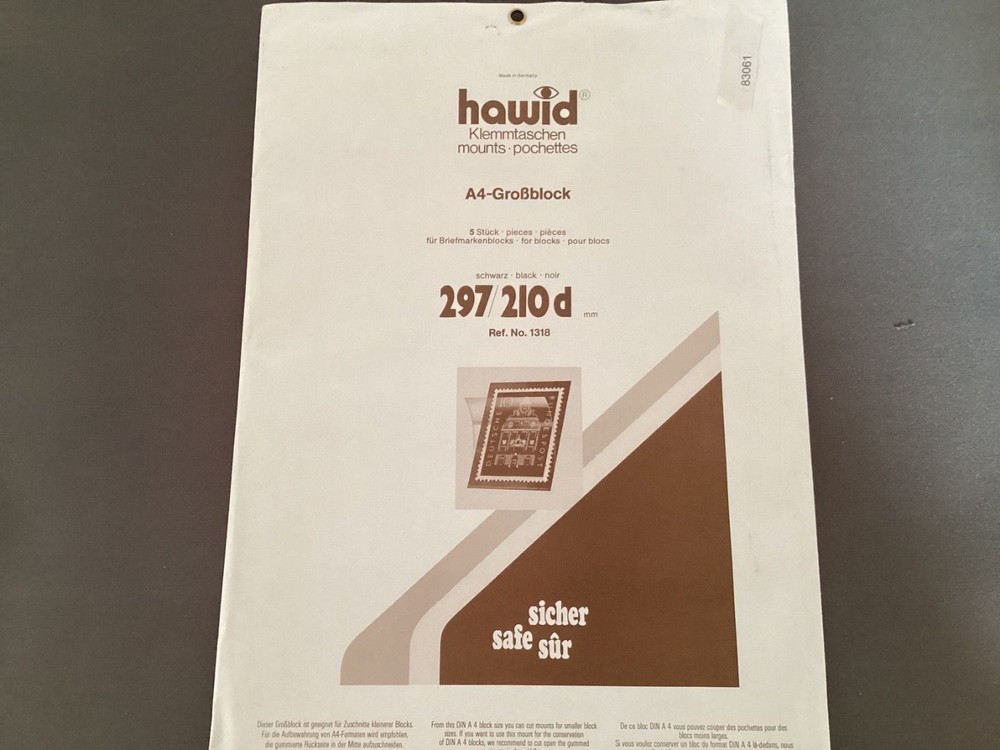 83061
Made in Germany
hawid®
Klemmtaschen
mounts · pochettes
A4-Großblock
5 Stück · pieces · pièces
für Briefmarkenblocks · for blocks · pour blocs
schwarz · black · noir
297/210 d mm
Ref. No. 1318
DEUTSCHE
BUNDESPOST
sicher
safe sûr
Dieser Großblock ist geeignet für Zuschnitte kleinerer Blocks.
Für die Aufbewahrung von A4-Formaten wird empfohlen,
die gummierte Rückseite in der Mitte aufzuschneiden.
From this DIN A 4 block size you can cut mounts for smaller block
sizes. If you want to use this mount for the conservation
of DIN A 4 blocks, we recommend to cut open the gummed
De ce bloc DIN A 4 vous pouvez couper des pochettes pour des
blocs moins larges.
Si vous voulez conserver un bloc du format DIN A 4 là-dedans, nous